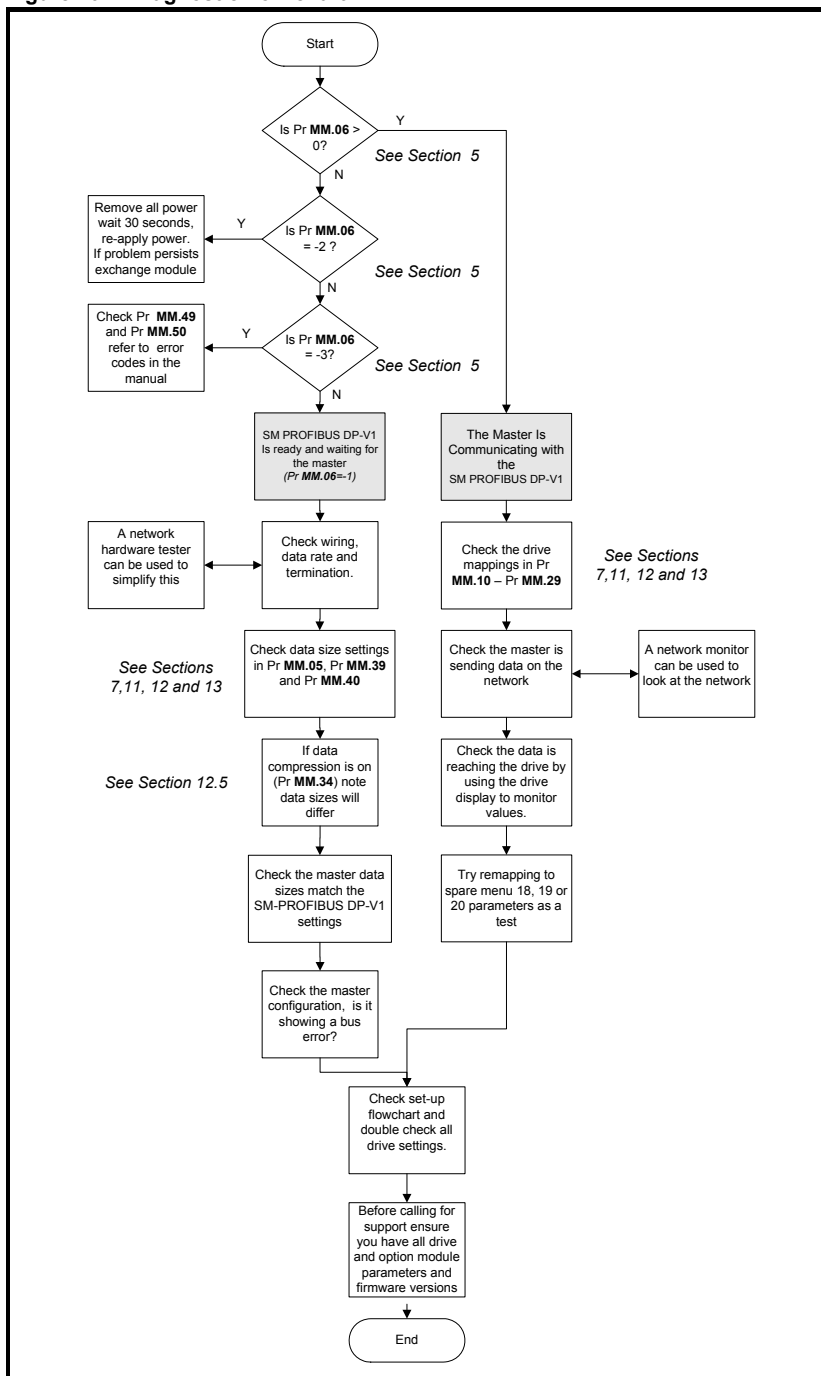 Figure Diagnostic flowchart
Start
Is Pr MM.06 >
0?
Y
See Section 5
N
Is Pr MM.06
= -2 ?
Y
Remove all power
wait 30 seconds,
re-apply power.
If problem persists
exchange module
See Section 5
N
Is Pr MM.06
= -3?
Y
Check Pr MM.49
and Pr MM.50
refer to error
codes in the
manual
See Section 5
N
SM PROFIBUS DP-V1
Is ready and waiting for
the master
(Pr MM.06=-1)
A network
hardware tester
can be used to
simplify this
Check wiring,
data rate and
termination.
See Sections
7,11, 12 and 13
Check data size settings
in Pr MM.05, Pr MM.39
and Pr MM.40
See Section 12.5
If data
compression is on
(Pr MM.34) note
data sizes will
differ
Check the master data
sizes match the
SM-PROFIBUS DP-V1
settings
Check the master
configuration, is it
showing a bus
error?
The Master Is
Communicating with
the
SM PROFIBUS DP-V1
Check the drive
mappings in Pr
MM.10 – Pr MM.29
See Sections
7,11, 12 and 13
Check the master is
sending data on the
network
A network monitor
can be used to
look at the network
Check the data is
reaching the drive by
using the drive
display to monitor
values.
Try remapping to
spare menu 18, 19 or
20 parameters as a
test
Check set-up
flowchart and
double check all
drive settings.
Before calling for
support ensure
you have all drive
and option module
parameters and
firmware versions
End